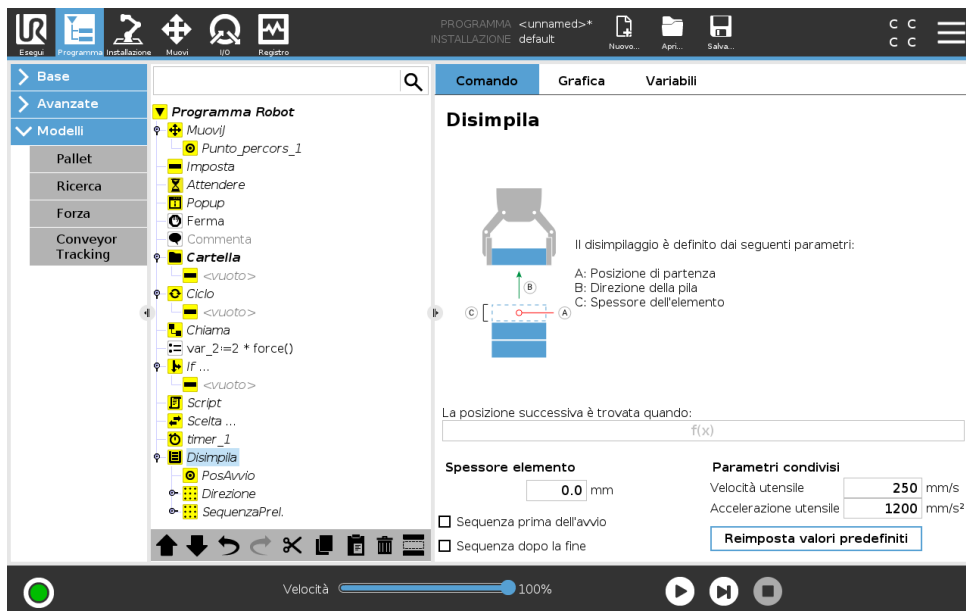 PROGRAMMA <unnamed>*
INSTALLAZIONE default
Esegui
Programma
Installazione
Muovi
I/O
Registro
Nuovo...
Apri...
Salva...
C C
C C
Base
Avanzate
Modelli
Pallet
Ricerca
Forza
Conveyor
Tracking
Programma Robot
MuoviJ
Punto_percors_1
Imposta
Attendere
Popup
Ferma
Commenta
Cartella
<vuoto>
Ciclo
<vuoto>
Chiama
var_2:=2 * force()
If ...
<vuoto>
Script
Scelta ...
timer_1
Disimpila
PosAvvio
Direzione
SequenzaPrel.
Comando
Grafica
Variabili
Disimpila
B
C
A
Il disimpilaggio è definito dai seguenti parametri:
A: Posizione di partenza
B: Direzione della pila
C: Spessore dell'elemento
La posizione successiva è trovata quando:
f(x)
Spessore elemento
0.0 mm
Sequenza prima dell'avvio
Sequenza dopo la fine
Parametri condivisi
Velocità utensile 250 mm/s
Accelerazione utensile 1200 mm/s²
Reimposta valori predefiniti
Velocità 100%